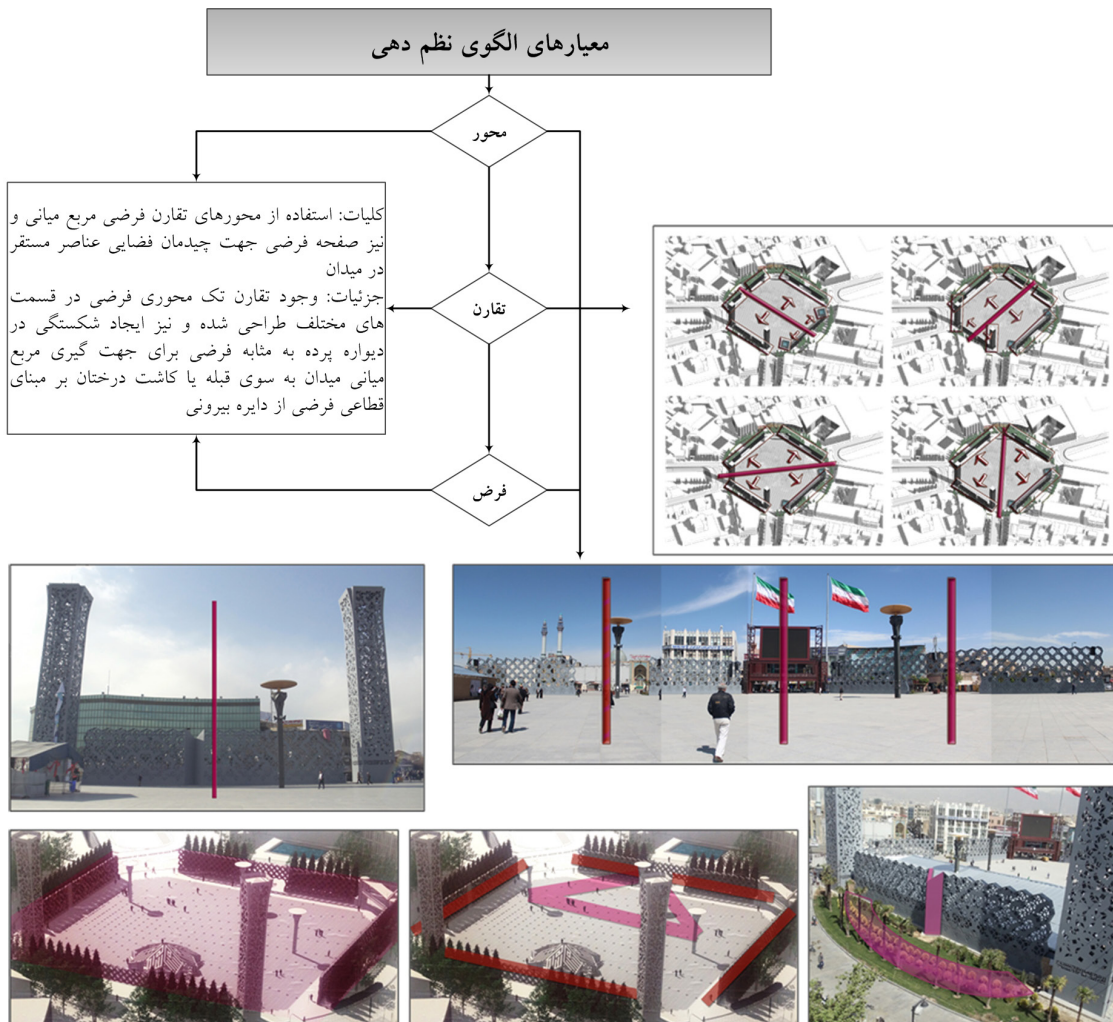 معیارهای الگوی نظم دهی
محور
کلیات: استفاده از محورهای تقارن فرضی مربع میانی و
نیز صفحه فرضی جهت چیدمان فضایی عناصر مستقر
در میدان
جزئیات: وجود تقارن تک محوری فرضی در قسمت
های مختلف طراحی شده و نیز ایجاد شکستگی در
دیواره پرده به مثابه فرضی برای جهت گیری مربع
میانی میدان به سوی قبله یا کاشت درختان بر مبنای
قطاعی فرضی از دایره بیرونی
تقارن
فرض